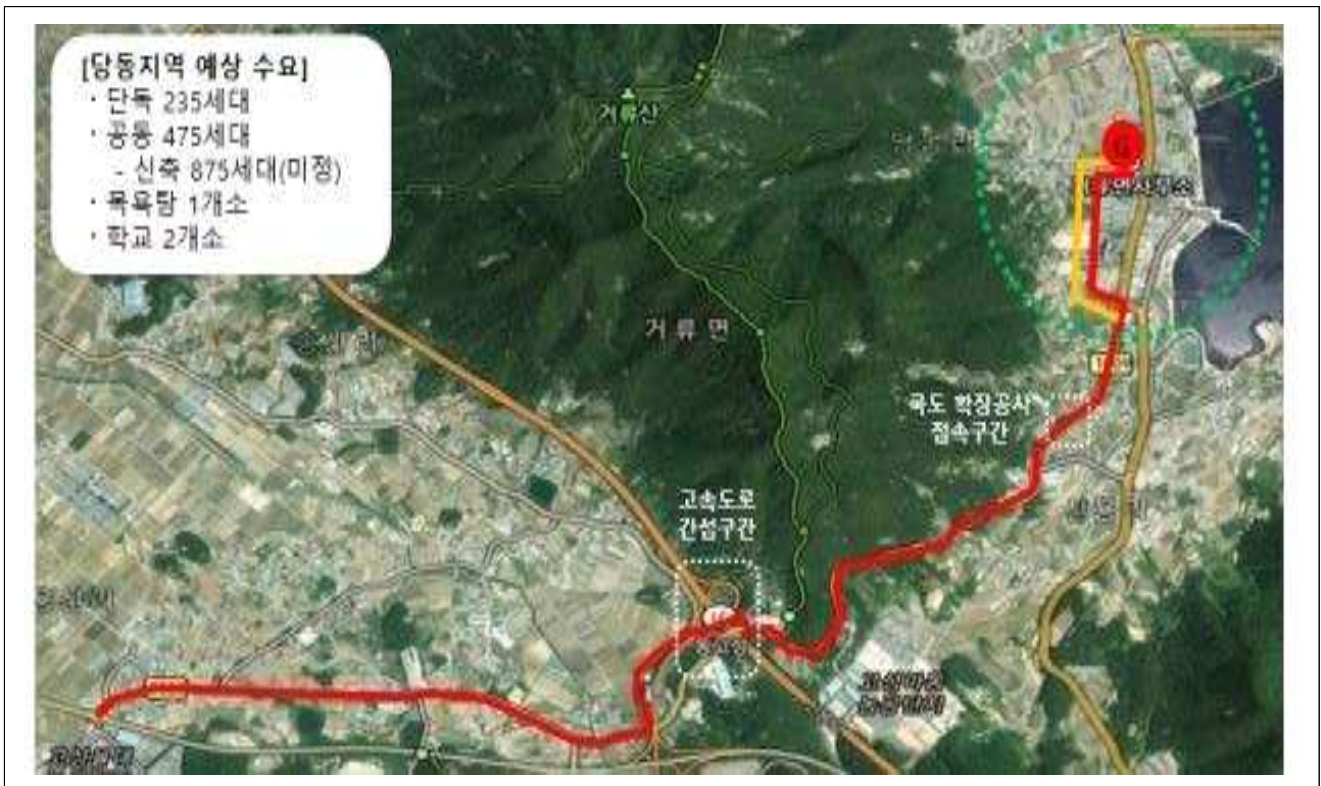 [당동지역 예상 수요]
· 단독 235세대
· 공동 475세대
- 신축 875세대(미정)
· 목욕탕 1개소
· 학교 2개소
거류산
거류면
국도 확장공사
접속구간
고속도로
간섭구간